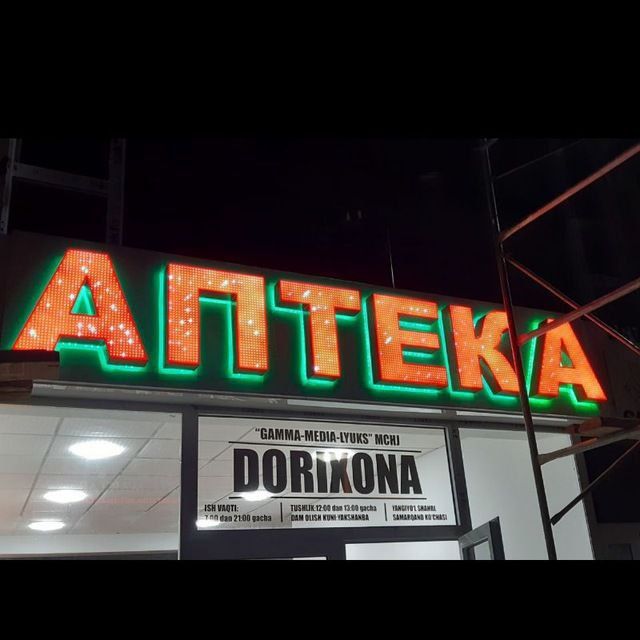 АПТЕКА
"GAMMA-MEDIA-LYUKS" MCHJ
DORIXONA
ISH VAQTI:
7.00 dan 21:00 gacha
TUSHLIK:12:00 dan 13:00 gacha
DAM OLISH KUNI-YAKSHANBA
YANGIYO'L SHAHRI,
SAMARQAND KO'CHASI